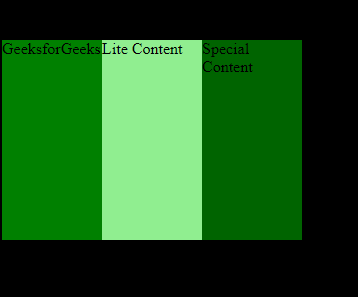 GeeksforGeeks
Lite Content
Special
Content